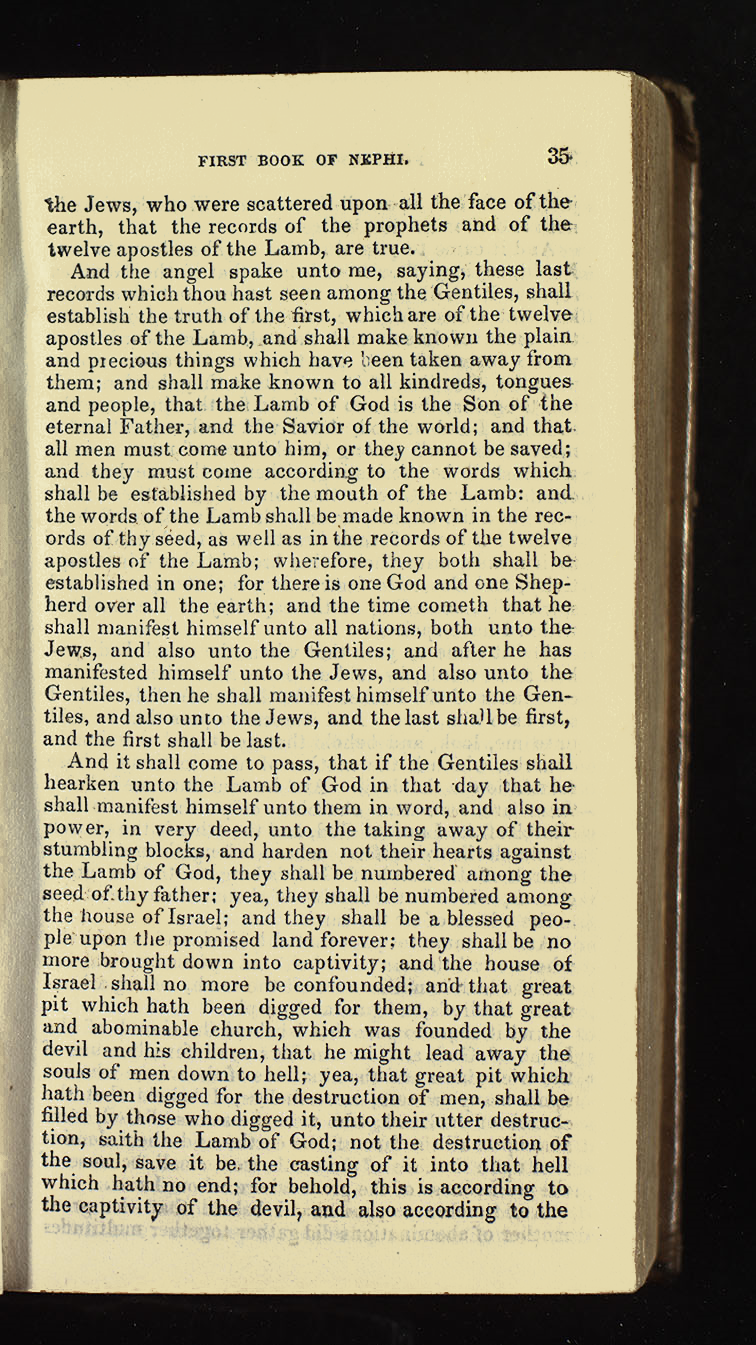 FIRST BOOK OF NEPHI. 35
the Jews, who were scattered upon all the face of the
earth, that the records of the prophets and of the
twelve apostles of the Lamb, are true.
And the angel spake unto me, saying, these last
records which thou hast seen among the Gentiles, shall
establish the truth of the first, which are of the twelve
apostles of the Lamb, and shall make known the plain
and precious things which have been taken away from
them; and shall make known to all kindreds, tongues
and people, that the Lamb of God is the Son of the
eternal Father, and the Savior of the world; and that
all men must come unto him, or they cannot be saved;
and they must come according to the words which
shall be established by the mouth of the Lamb: and
the words of the Lamb shall be made known in the rec-
ords of thy seed, as well as in the records of the twelve
apostles of the Lamb; wherefore, they both shall be
established in one; for there is one God and one Shep-
herd over all the earth; and the time cometh that he
shall manifest himself unto all nations, both unto the
Jews, and also unto the Gentiles; and after he has
manifested himself unto the Jews, and also unto the
Gentiles, then he shall manifest himself unto the Gen-
tiles, and also unto the Jews, and the last shall be first,
and the first shall be last.
And it shall come to pass, that if the Gentiles shall
hearken unto the Lamb of God in that day that he
shall manifest himself unto them in word, and also in
power, in very deed, unto the taking away of their
stumbling blocks, and harden not their hearts against
the Lamb of God, they shall be numbered among the
seed of thy father: yea, they shall be numbered among
the house of Israel; and they shall be a blessed peo-
ple upon the promised land forever: they shall be no
more brought down into captivity; and the house of
Israel shall no more be confounded; and that great
pit which hath been digged for them, by that great
and abominable church, which was founded by the
devil and his children, that he might lead away the
souls of men down to hell; yea, that great pit which
hath been digged for the destruction of men, shall be
filled by those who digged it, unto their utter destruc-
tion, saith the Lamb of God; not the destruction of
the soul, save it be the casting of it into that hell
which hath no end; for behold, this is according to
the captivity of the devil, and also according to the